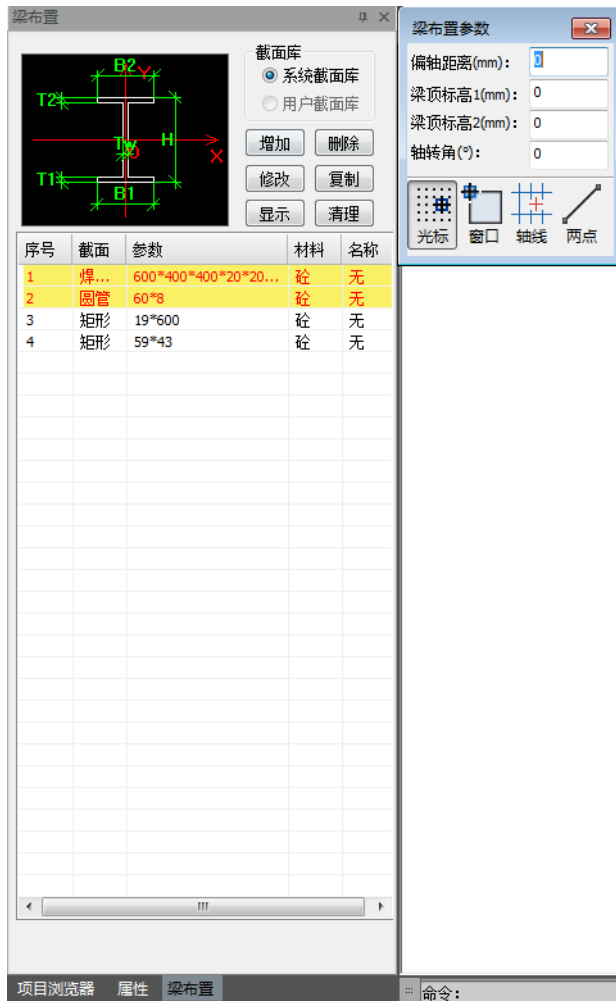 梁布置
截面库
系统截面库
用户截面库
B2
Y
T2
H
Tw
X
T1
B1
增加 删除
修改 复制
显示 清理
序号 截面 参数 材料 名称
1 焊... 600*400*400*20*20... 砼 无
2 圆管 60*8 砼 无
3 矩形 19*600 砼 无
4 矩形 59*43 砼 无
项目浏览器 属性 梁布置
梁布置参数
偏轴距离(mm): 0
梁顶标高1(mm): 0
梁顶标高2(mm): 0
轴转角(°): 0
光标 窗口 轴线 两点
命令: